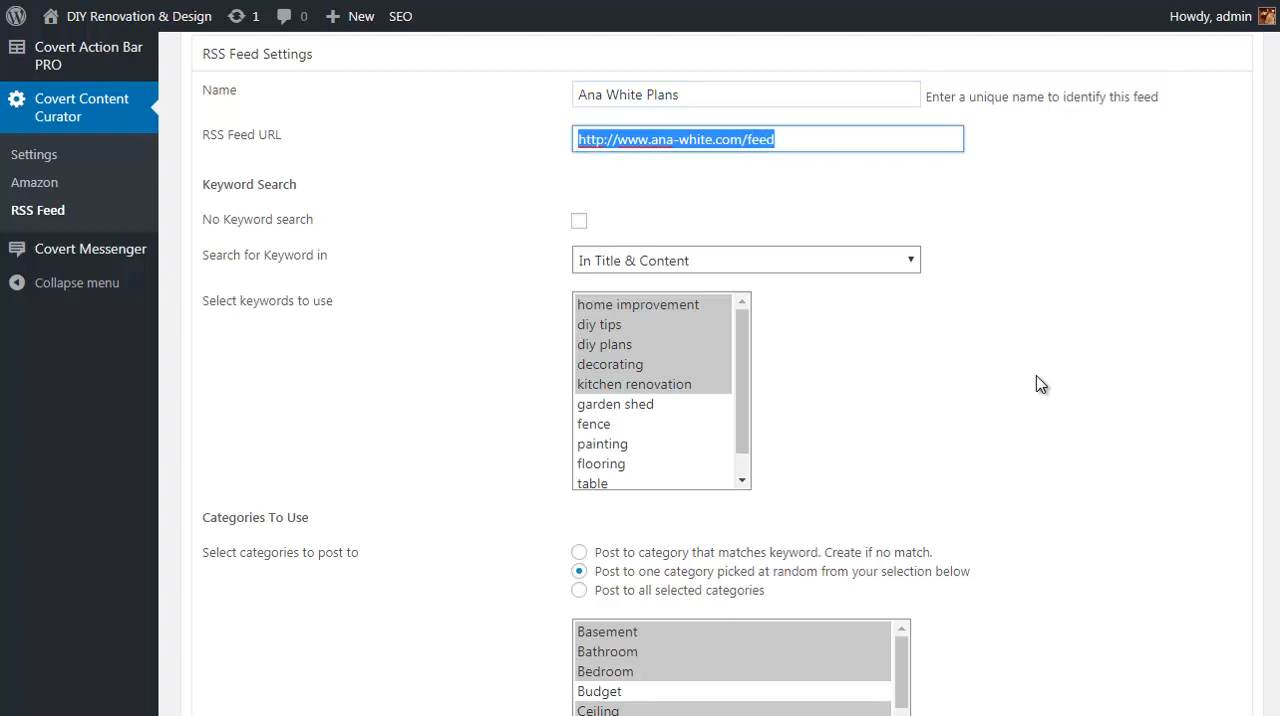 DIY Renovation & Design 1 0 New SEO Howdy, admin
Covert Action Bar
PRO
Covert Content
Curator
Settings
Amazon
RSS Feed
Covert Messenger
Collapse menu
RSS Feed Settings
Name Ana White Plans Enter a unique name to identify this feed
RSS Feed URL http://www.ana-white.com/feed
Keyword Search
No Keyword search
Search for Keyword in In Title & Content
Select keywords to use
home improvement
diy tips
diy plans
decorating
kitchen renovation
garden shed
fence
painting
flooring
table
Categories To Use
Select categories to post to
Post to category that matches keyword. Create if no match.
Post to one category picked at random from your selection below
Post to all selected categories
Basement
Bathroom
Bedroom
Budget
Ceiling